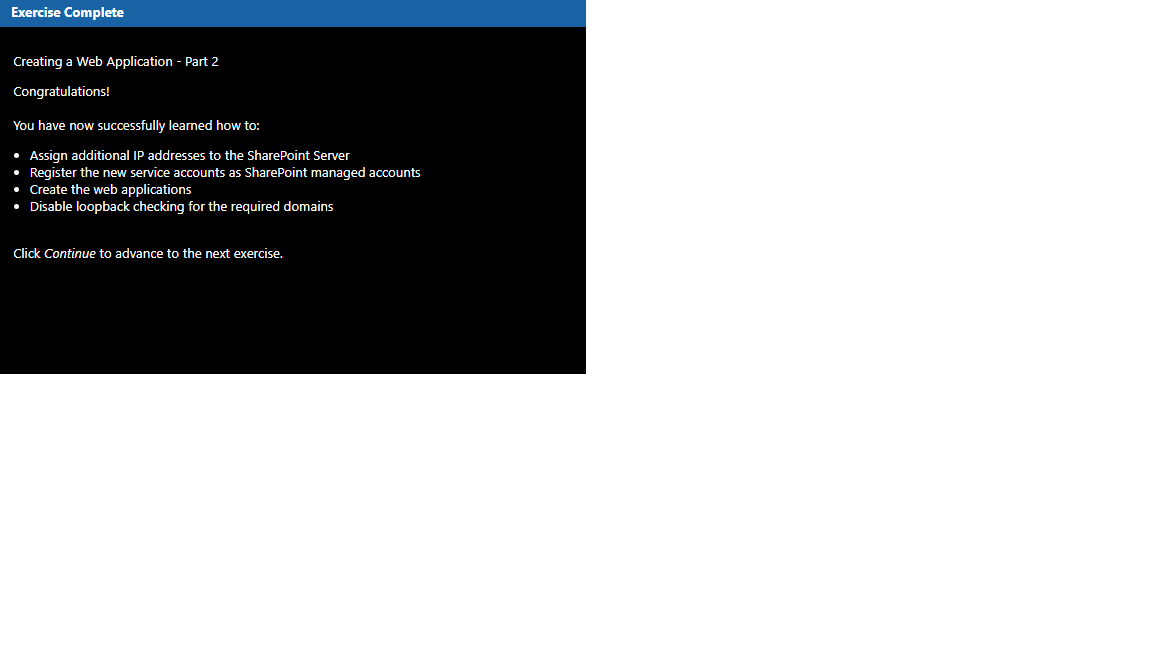 Exercise Complete
Creating a Web Application - Part 2
Congratulations!
You have now successfully learned how to:
• Assign additional IP addresses to the SharePoint Server
• Register the new service accounts as SharePoint managed accounts
• Create the web applications
• Disable loopback checking for the required domains
Click Continue to advance to the next exercise.